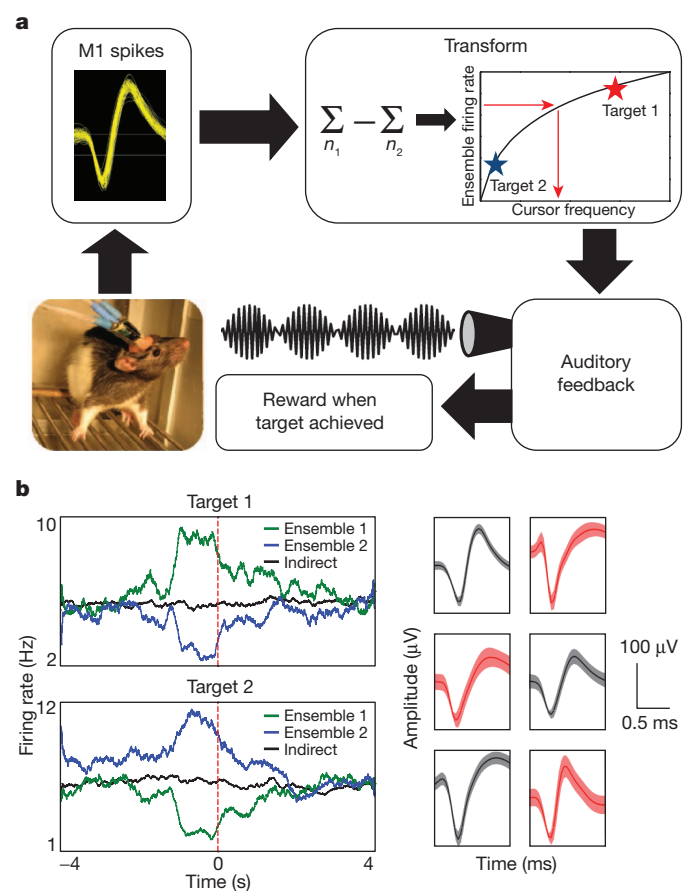 a
M1 spikes
Transform
∑ − ∑
n1 n2
Ensemble firing rate
Target 1
Target 2
Cursor frequency
Auditory
feedback
Reward when
target achieved
b
Target 1
10
2
Ensemble 1
Ensemble 2
Indirect
Firing rate (Hz)
Target 2
12
1
Ensemble 1
Ensemble 2
Indirect
−4
0
4
Time (s)
Amplitude (µV)
100 µV
0.5 ms
Time (ms)